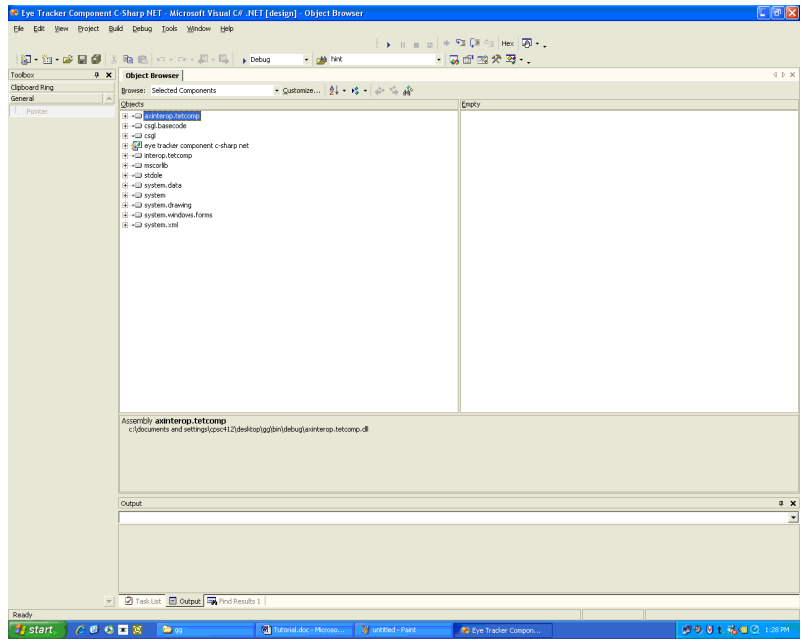 Eye Tracker Component C-Sharp NET - Microsoft Visual C# .NET [design] - Object Browser
File Edit View Project Build Debug Tools Window Help
Hex
Debug hint
Toolbox
Clipboard Ring
General
Pointer
Object Browser
Browse: Selected Components Customize...
Objects
Empty
axinterop.tetcomp
csgl.basecode
csgl
eye tracker component c-sharp net
interop.tetcomp
mscorlib
stdole
system.data
system
system.drawing
system.windows.forms
system.xml
Assembly axinterop.tetcomp
c:\documents and settings\cpsc412\desktop\gg\bin\debug\axinterop.tetcomp.dll
Output
Task List Output Find Results 1
Ready
start gg Tutorial.doc - Microso... untitled - Paint Eye Tracker Compon... 1:28 PM